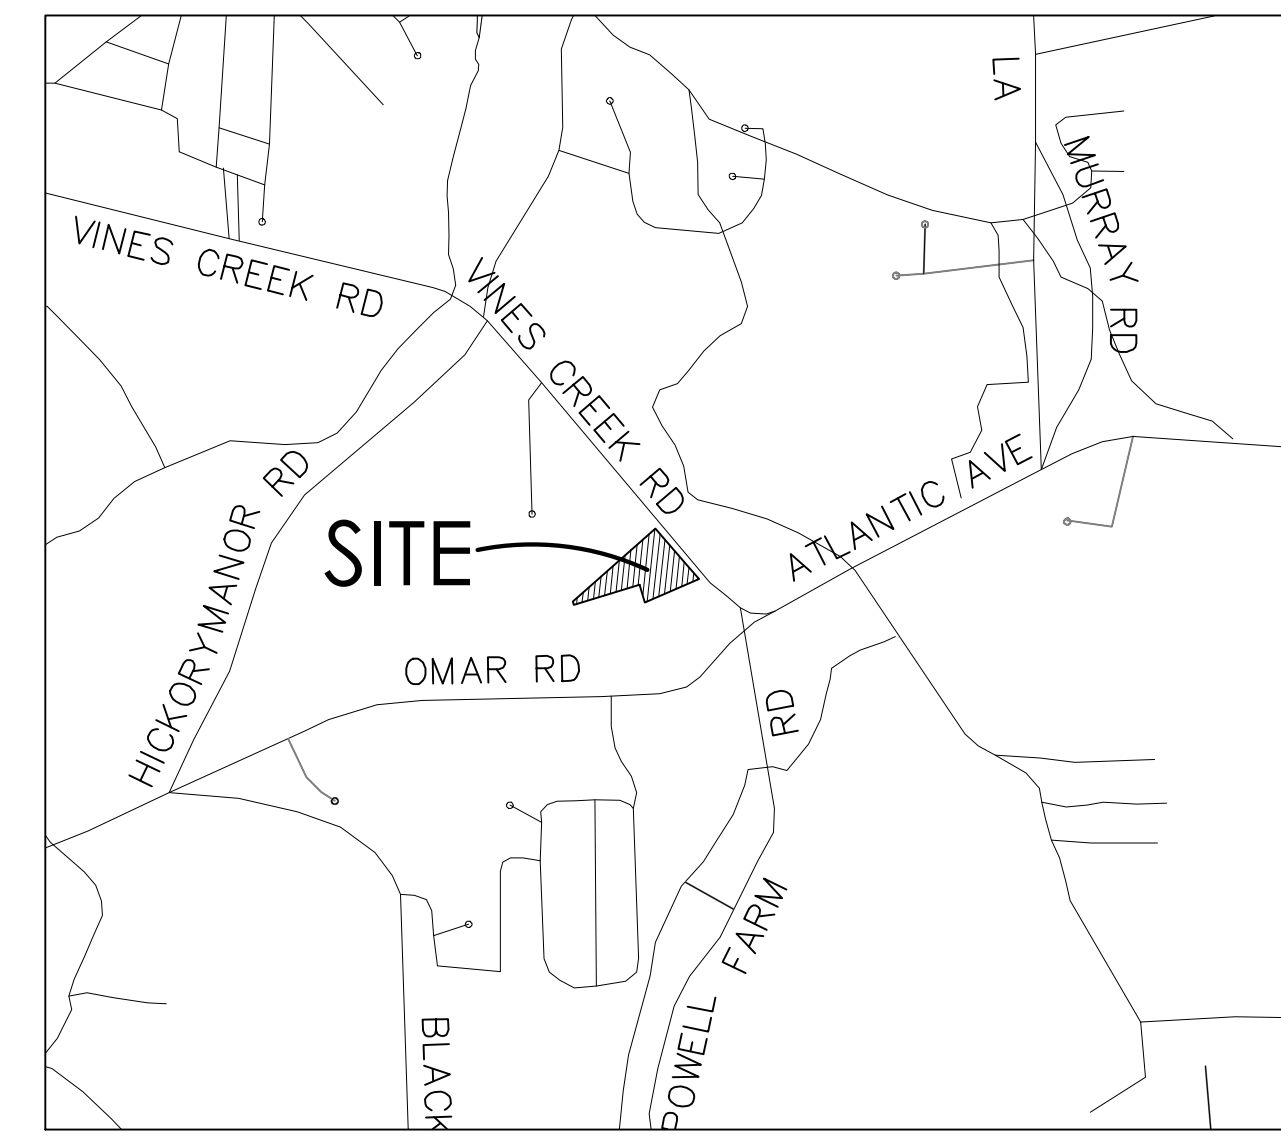 LA
MURRAY RD
VINES CREEK RD
VINES CREEK RD
ATLANTIC AVE
HICKORYMANOR RD
SITE
OMAR RD
POWELL FARM RD
BLACK